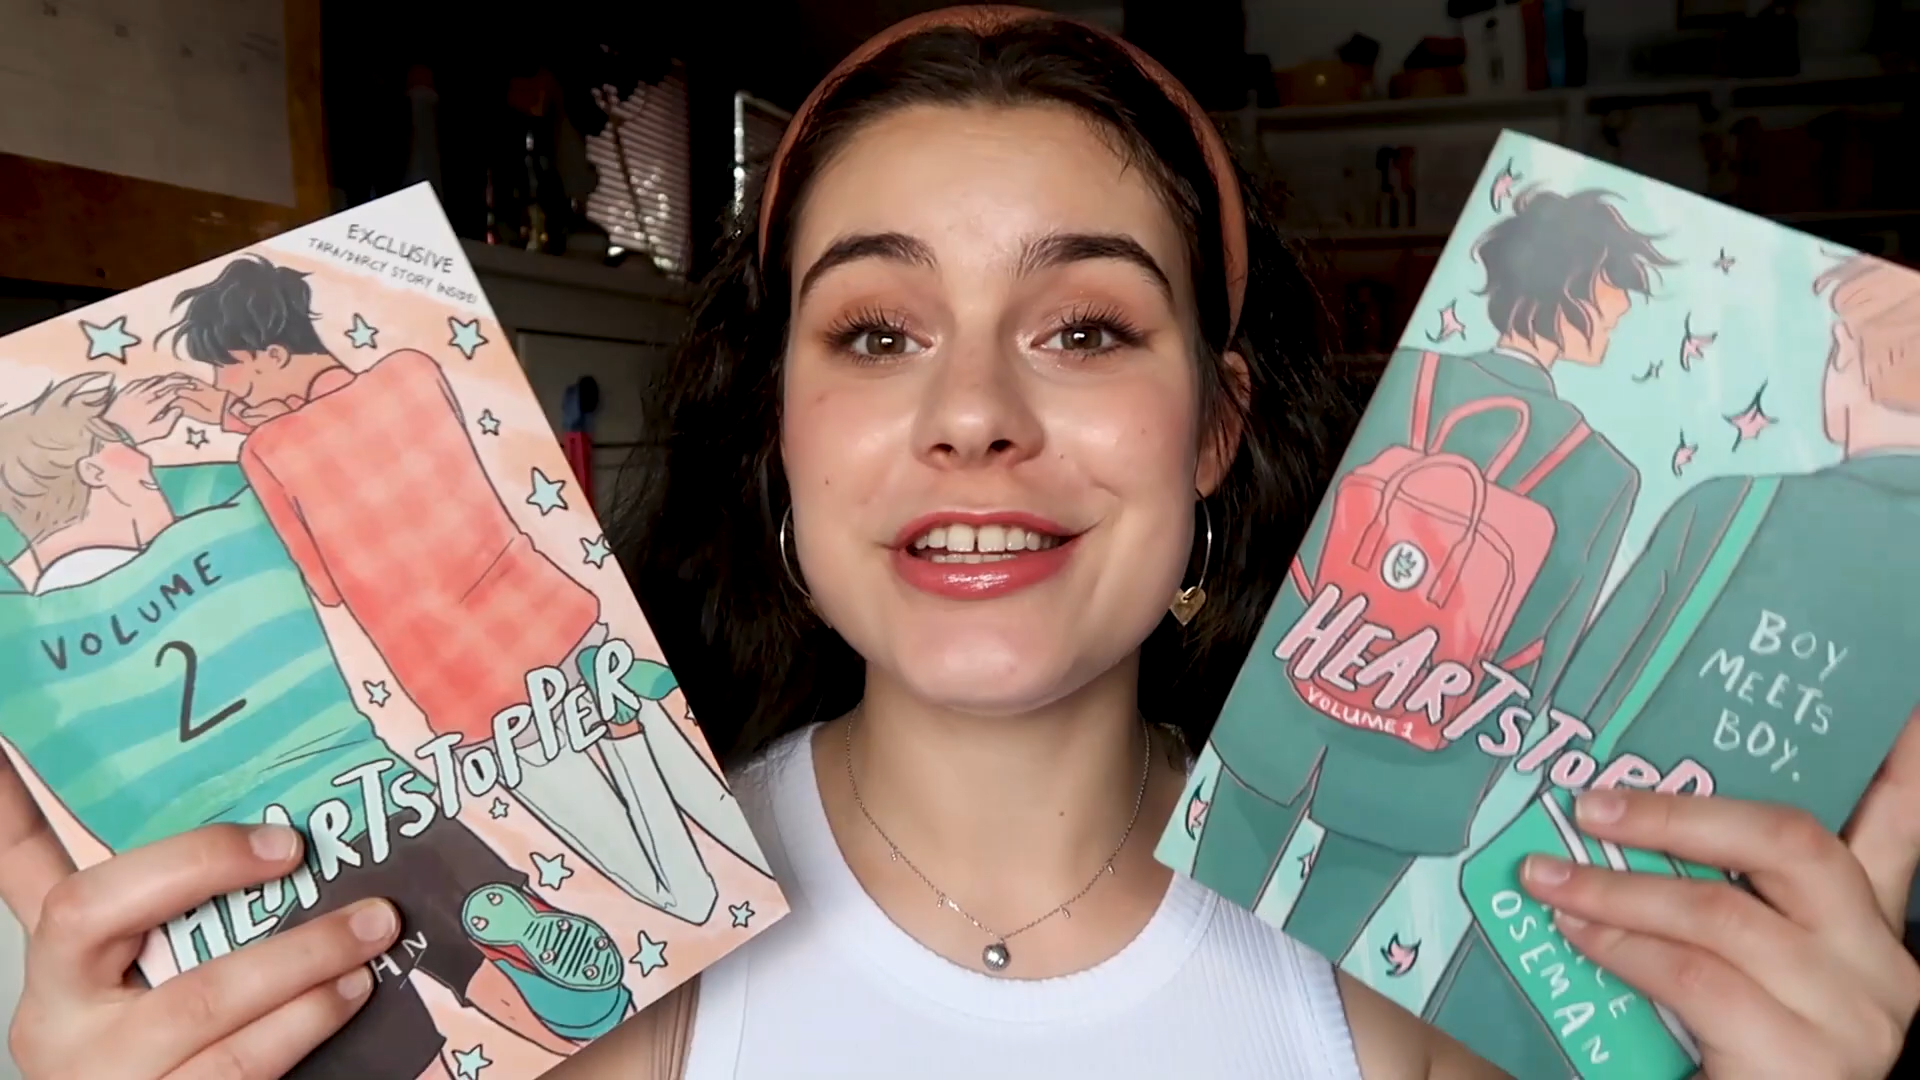 EXCLUSIVE
TARA/DARCY STORY INSIDE!
VOLUME
2
HEARTSTOPPER
HEARTSTOPP
VOLUME 1
BOY
MEETS
BOY.
OSEMAN